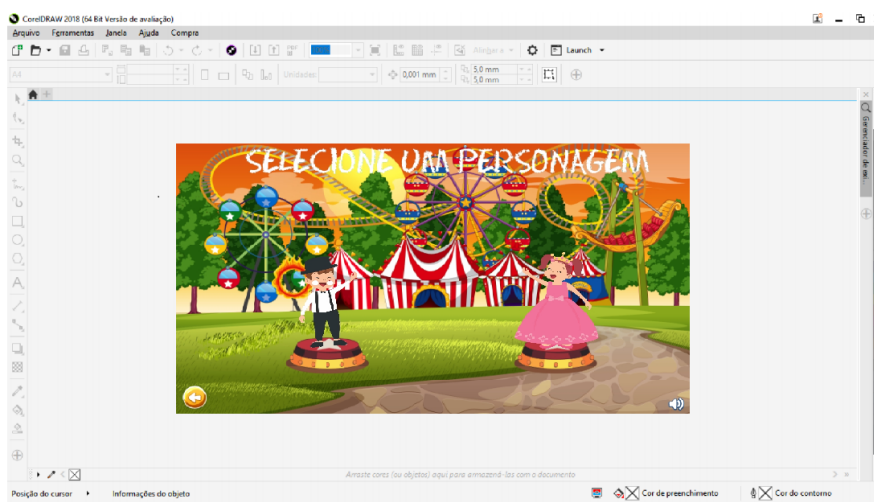 CorelDRAW 2018 (64 Bit Versão de avaliação)
Arquivo Ferramentas Janela Ajuda Compra
Launch
A4
Unidades:
0,001 mm
5,0 mm
5,0 mm
SELECIONE UM PERSONAGEM
Arraste cores (ou objetos) aqui para armazená-las com o documento
Posição do cursor Informações do objeto Cor de preenchimento Cor do contorno